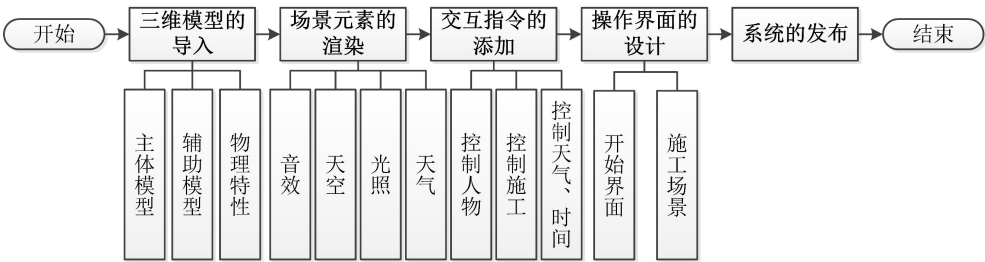 开始
三维模型的
导入
场景元素的
渲染
交互指令的
添加
操作界面的
设计
系统的发布
结束
主体模型
辅助模型
物理特性
音效
天空
光照
天气
控制人物
控制施工
控制天气、时间
开始界面
施工场景